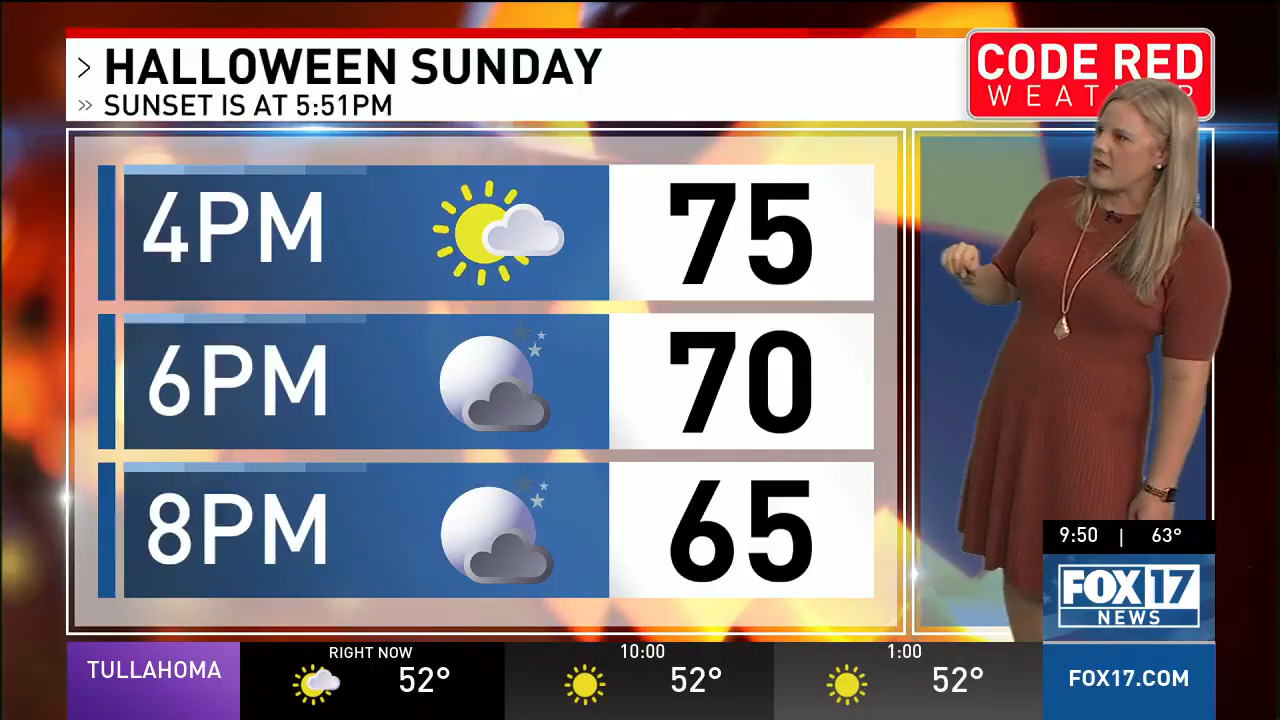 > HALLOWEEN SUNDAY
» SUNSET IS AT 5:51PM
CODE RED
4PM 75
6PM 70
8PM 65
9:50 | 63°
FOX 17
NEWS
FOX17.COM
TULLAHOMA
RIGHT NOW
52°
10:00
52°
1:00
52°